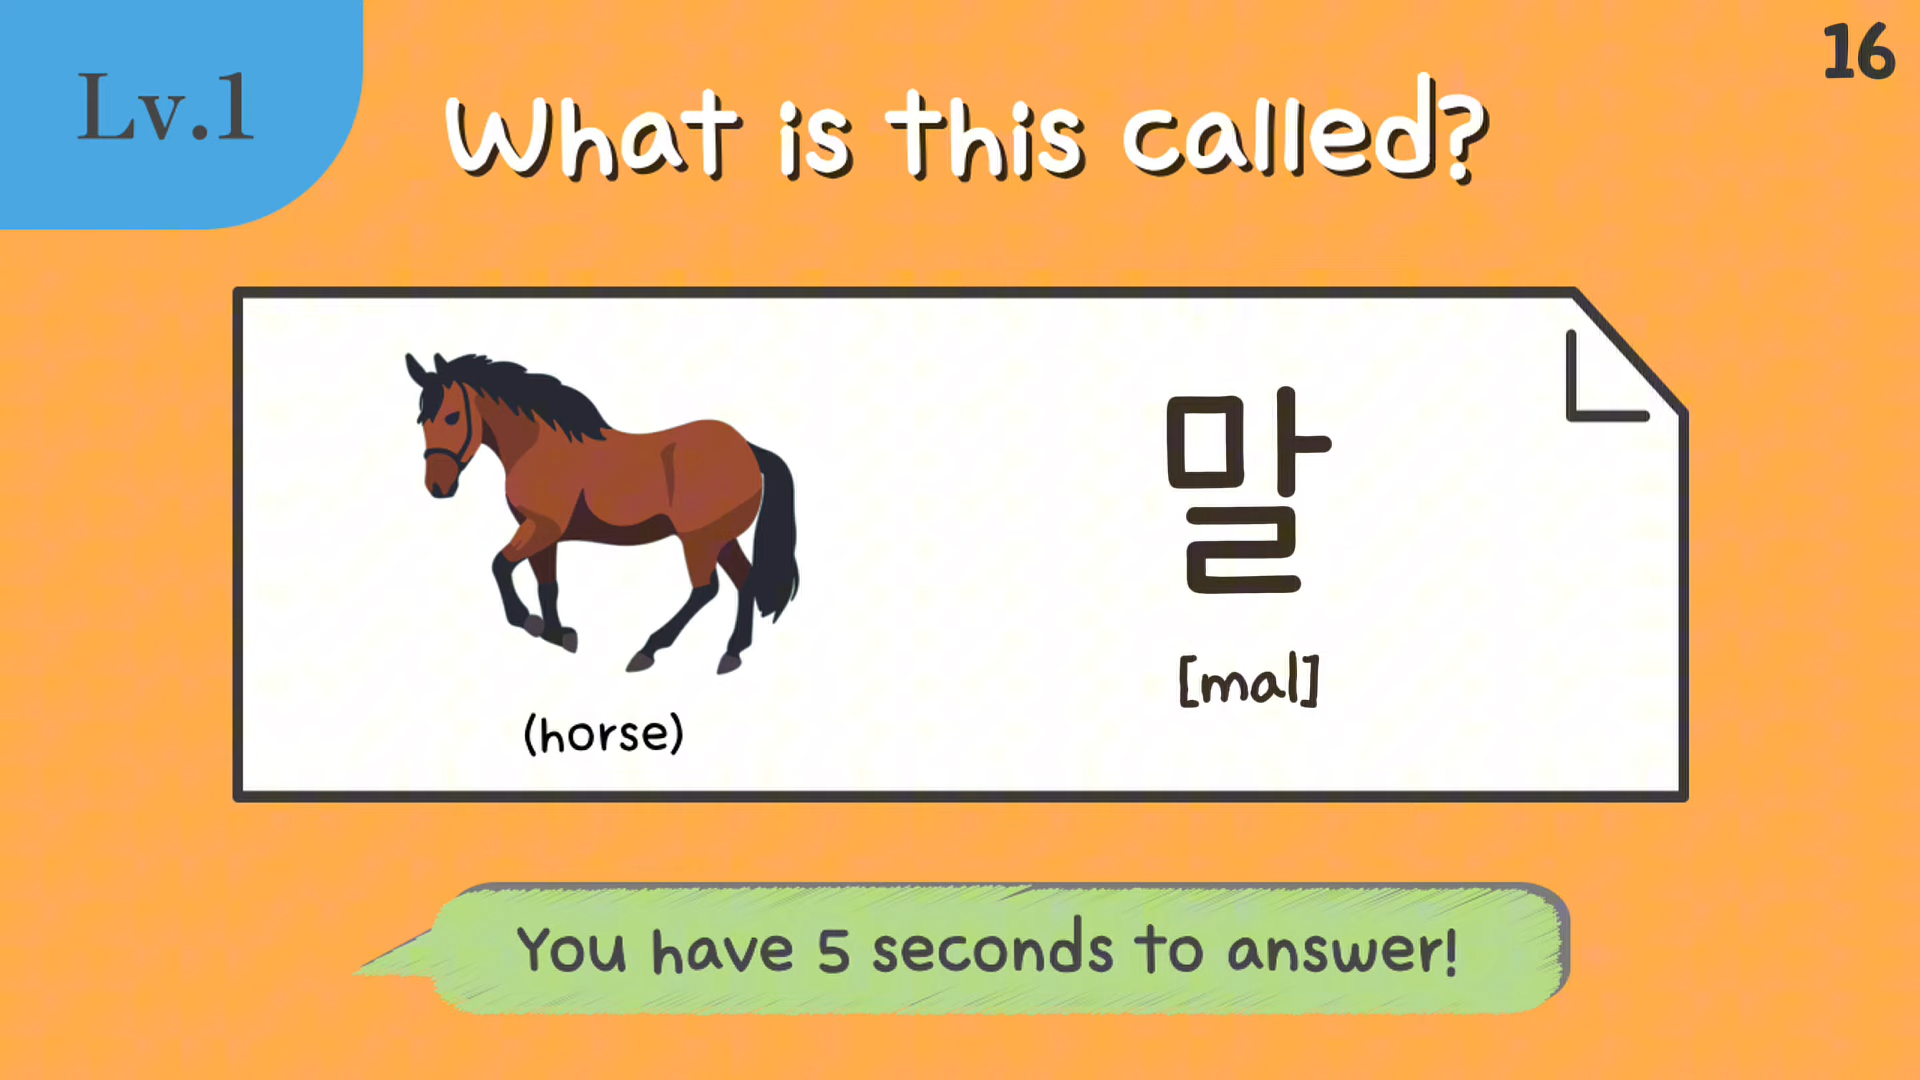 Lv.1
16
What is this called?
말
[mal]
(horse)
You have 5 seconds to answer!